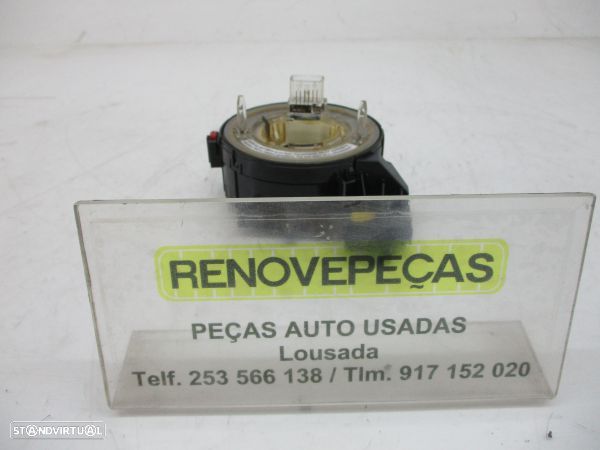 RENOVEPEÇAS
PEÇAS AUTO USADAS
Lousada
Telf. 253 566 138 / Tlm. 917 152 020
STANDVIRTUAL